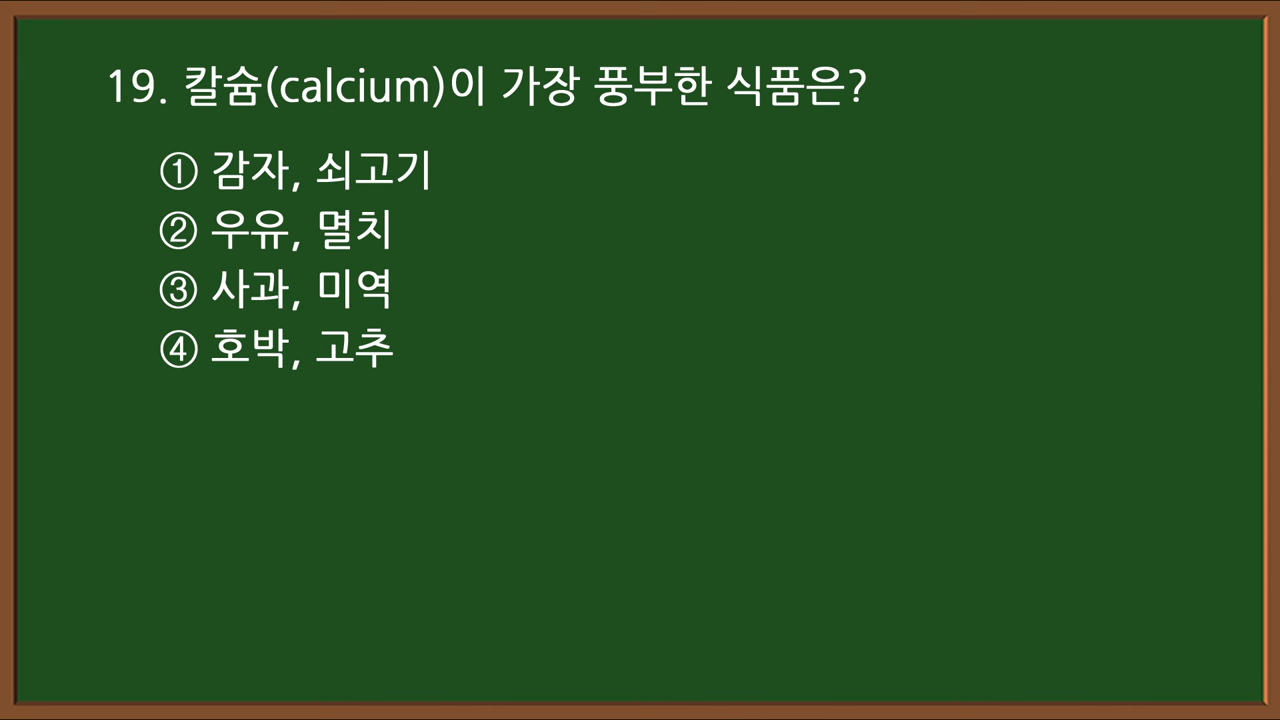 19. 칼슘(calcium)이 가장 풍부한 식품은?
① 감자, 쇠고기
② 우유, 멸치
③ 사과, 미역
④ 호박, 고추